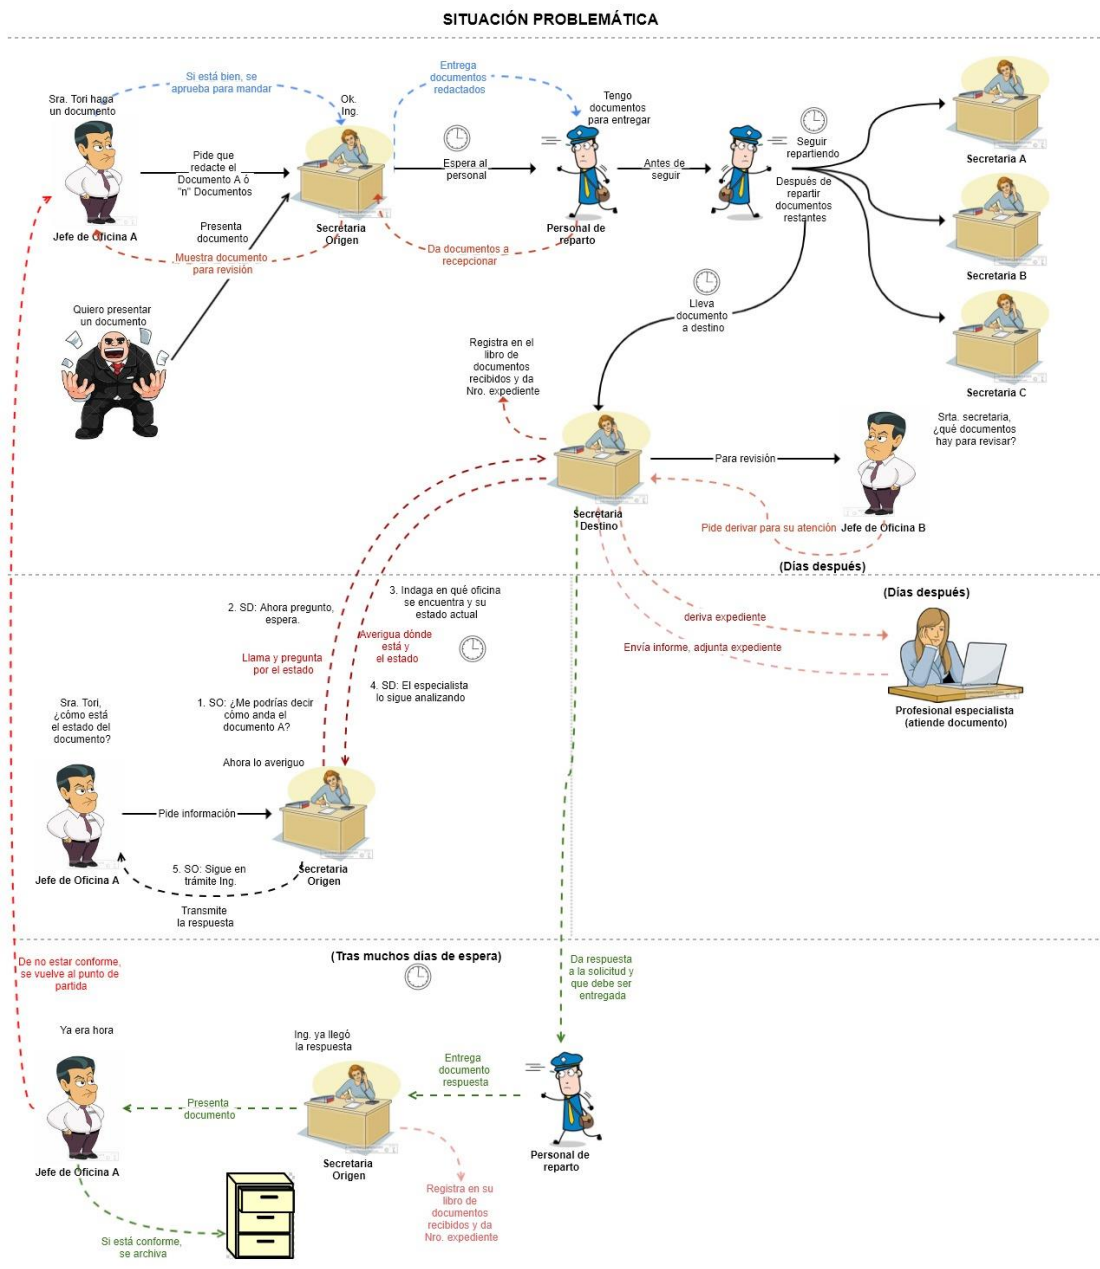 SITUACIÓN PROBLEMÁTICA
Sra. Tori haga
un documento
Si está bien, se
aprueba para mandar
Ok.
Ing.
Entrega
documentos
redactados
Tengo
documentos
para entregar
Seguir
repartiendo
Secretaria A
Pide que
redacte el
Documento A ó
"n" Documentos
Espera al
personal
Antes de
seguir
Después de
repartir
documentos
restantes
Jefe de Oficina A
Presenta
documento
Muestra documento
para revisión
Secretaria
Origen
Da documentos a
recepcionar
Personal de
reparto
Secretaria B
Quiero presentar
un documento
Lleva
documento
a destino
Registra en el
libro de
documentos
recibidos y da
Nro. expediente
Secretaria C
Srta. secretaria,
¿qué documentos
hay para revisar?
Para revisión
Secretaria
Destino
Pide derivar para su atención
Jefe de Oficina B
(Días después)
2. SD: Ahora pregunto,
espera.
3. Indaga en qué oficina
se encuentra y su
estado actual
Llama y pregunta
por el estado
Averigua dónde
está y
el estado
4. SD: El especialista
lo sigue analizando
(Días después)
deriva expediente
Envía informe, adjunta expediente
Profesional especialista
(atiende documento)
Sra. Tori,
¿cómo está
el estado del
documento?
1. SO: ¿Me podrías decir
cómo anda el
documento A?
Ahora lo averiguo
Pide información
Jefe de Oficina A
5. SO: Sigue en
trámite Ing.
Secretaria
Origen
Transmite
la respuesta
De no estar conforme,
se vuelve al punto de
partida
(Tras muchos días de espera)
Da respuesta
a la solicitud y
que debe ser
entregada
Ya era hora
Ing. ya llegó
la respuesta
Entrega
documento
respuesta
Presenta
documento
Jefe de Oficina A
Secretaria
Origen
Personal de
reparto
Registra en su
libro de
documentos
recibidos y da
Nro. expediente
Si está conforme,
se archiva